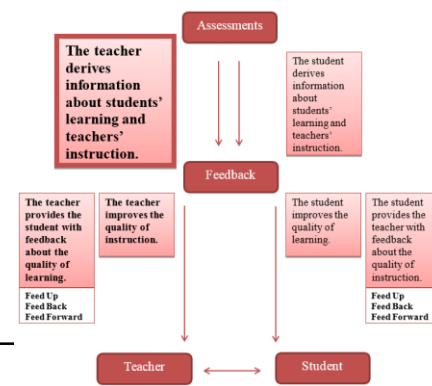 Assessments
The teacher
derives
information
about students'
learning and
teachers'
instruction.
The student
derives
information
about
students'
learning and
teachers'
instruction.
Feedback
The teacher
provides the
student with
feedback
about the
quality of
learning.
Feed Up
Feed Back
Feed Forward
The teacher
improves the
quality of
instruction.
The student
improves the
quality of
learning.
The student
provides the
teacher with
feedback
about the
quality of
instruction.
Feed Up
Feed Back
Feed Forward
Teacher
Student